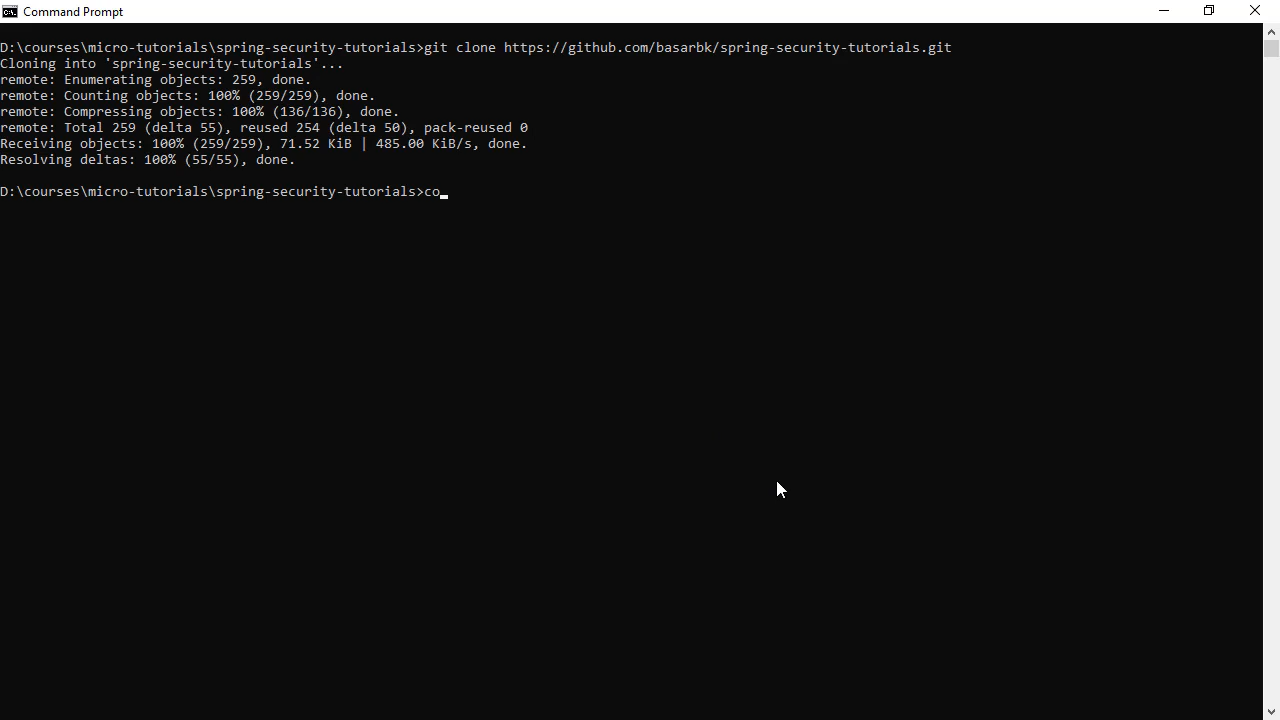 Command Prompt
D:\courses\micro-tutorials\spring-security-tutorials>git clone https://github.com/basarbk/spring-security-tutorials.git
Cloning into 'spring-security-tutorials'...
remote: Enumerating objects: 259, done.
remote: Counting objects: 100% (259/259), done.
remote: Compressing objects: 100% (136/136), done.
remote: Total 259 (delta 55), reused 254 (delta 50), pack-reused 0
Receiving objects: 100% (259/259), 71.52 KiB | 485.00 KiB/s, done.
Resolving deltas: 100% (55/55), done.
D:\courses\micro-tutorials\spring-security-tutorials>co